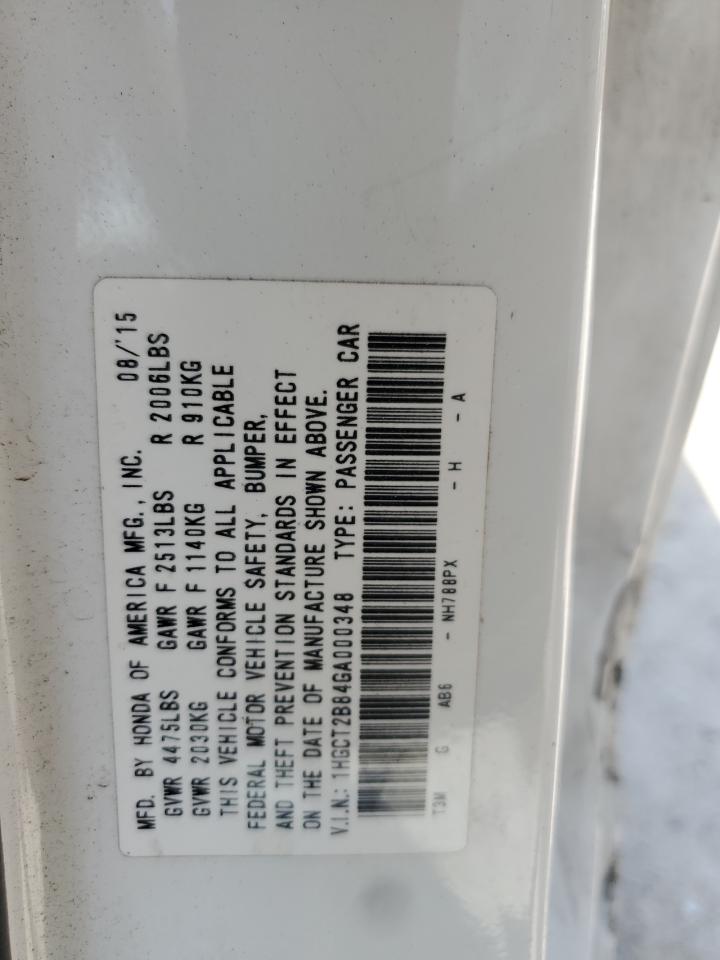 MFD. BY HONDA OF AMERICA MFG., INC. 08/'15
GVWR 4475LBS GAWR F 2513LBS R 2006LBS
GVWR 2030KG GAWR F 1140KG R 910KG
THIS VEHICLE CONFORMS TO ALL APPLICABLE
FEDERAL MOTOR VEHICLE SAFETY, BUMPER,
AND THEFT PREVENTION STANDARDS IN EFFECT
ON THE DATE OF MANUFACTURE SHOWN ABOVE.
V.I.N.: 1HGCT2B84GA000348 TYPE: PASSENGER CAR
T3M G AB6 - NH788PX - H - A